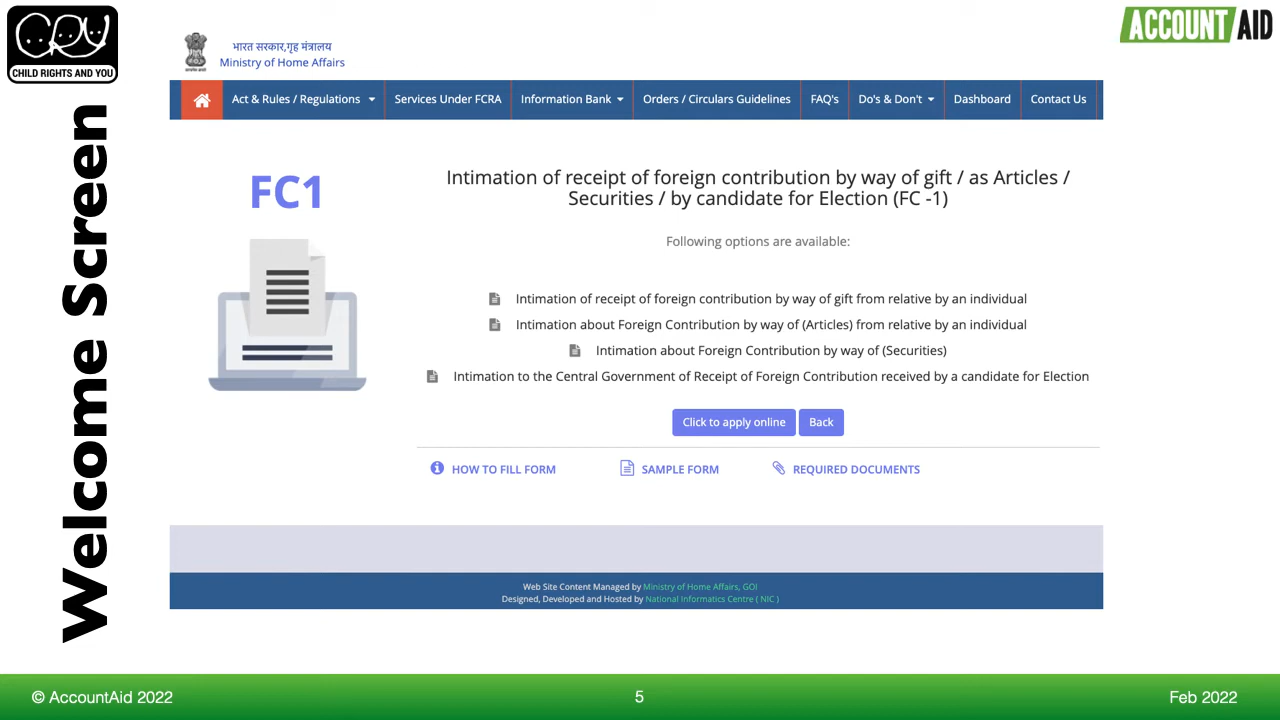 CRY
CHILD RIGHTS AND YOU
ACCOUNT AID
Welcome Screen
भारत सरकार,गृह मंत्रालय
Ministry of Home Affairs
Act & Rules / Regulations
Services Under FCRA
Information Bank
Orders / Circulars Guidelines
FAQ's
Do's & Don't
Dashboard
Contact Us
FC1
Intimation of receipt of foreign contribution by way of gift / as Articles /
Securities / by candidate for Election (FC -1)
Following options are available:
Intimation of receipt of foreign contribution by way of gift from relative by an individual
Intimation about Foreign Contribution by way of (Articles) from relative by an individual
Intimation about Foreign Contribution by way of (Securities)
Intimation to the Central Government of Receipt of Foreign Contribution received by a candidate for Election
Click to apply online
Back
HOW TO FILL FORM
SAMPLE FORM
REQUIRED DOCUMENTS
Web Site Content Managed by Ministry of Home Affairs, GOI
Designed, Developed and Hosted by National Informatics Centre ( NIC )
© AccountAid 2022
5
Feb 2022